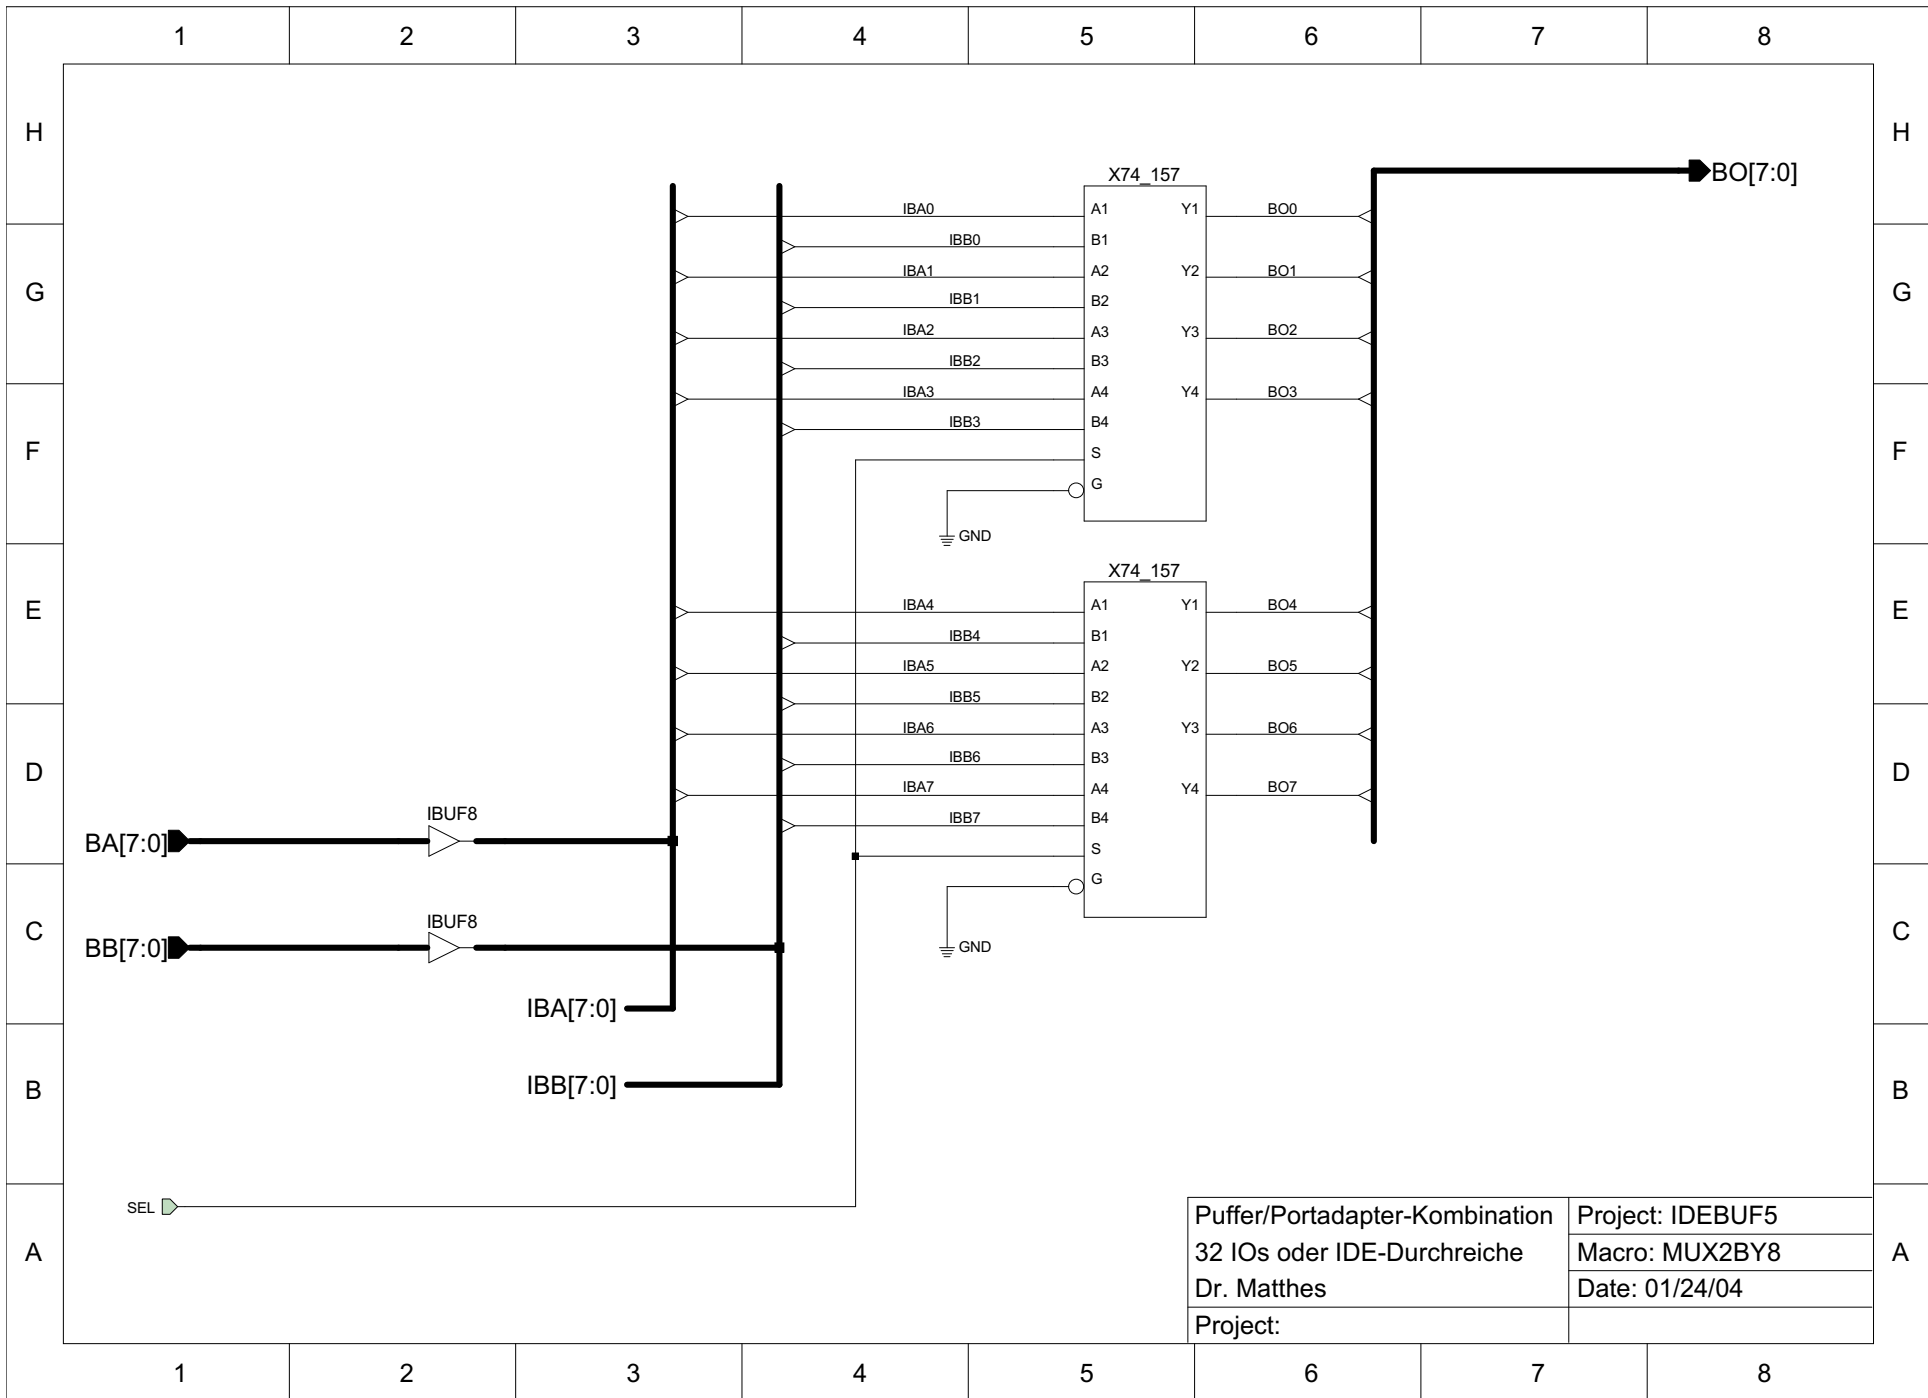 1 2 3 4 5 6 7 8
H H
X74_157
BO[7:0]
IBA0 A1 Y1 BO0
IBB0 B1
IBA1 A2 Y2 BO1
G G
IBB1 B2
IBA2 A3 Y3 BO2
IBB2 B3
IBA3 A4 Y4 BO3
IBB3 B4
F S F
G
GND
X74_157
E IBA4 A1 Y1 BO4 E
IBB4 B1
IBA5 A2 Y2 BO5
IBB5 B2
IBA6 A3 Y3 BO6
IBB6 B3
D D
IBA7 A4 Y4 BO7
IBUF8
IBB7 B4
BA[7:0]
S
G
IBUF8
C C
BB[7:0] GND
IBA[7:0]
IBB[7:0]
B B
SEL
Puffer/Portadapter-Kombination Project: IDEBUF5
32 IOs oder IDE-Durchreiche Macro: MUX2BY8
A A
Dr. Matthes Date: 01/24/04
Project:
1 2 3 4 5 6 7 8